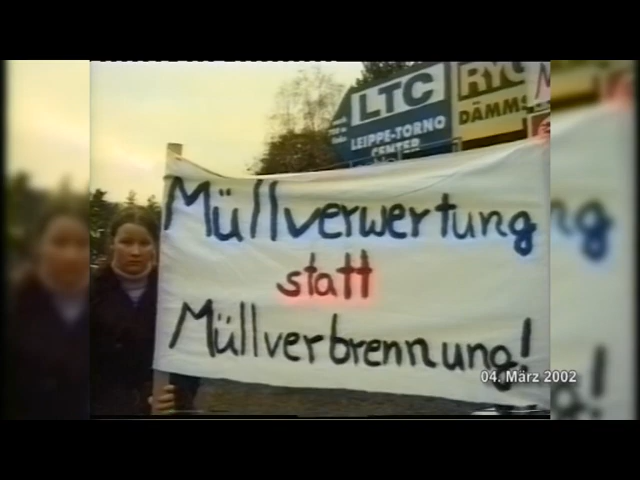 LTC
LEIPPE-TORNO
CENTER
DÄMMS
Müllverwertung
statt
Müllverbrennung!
04. März 2002